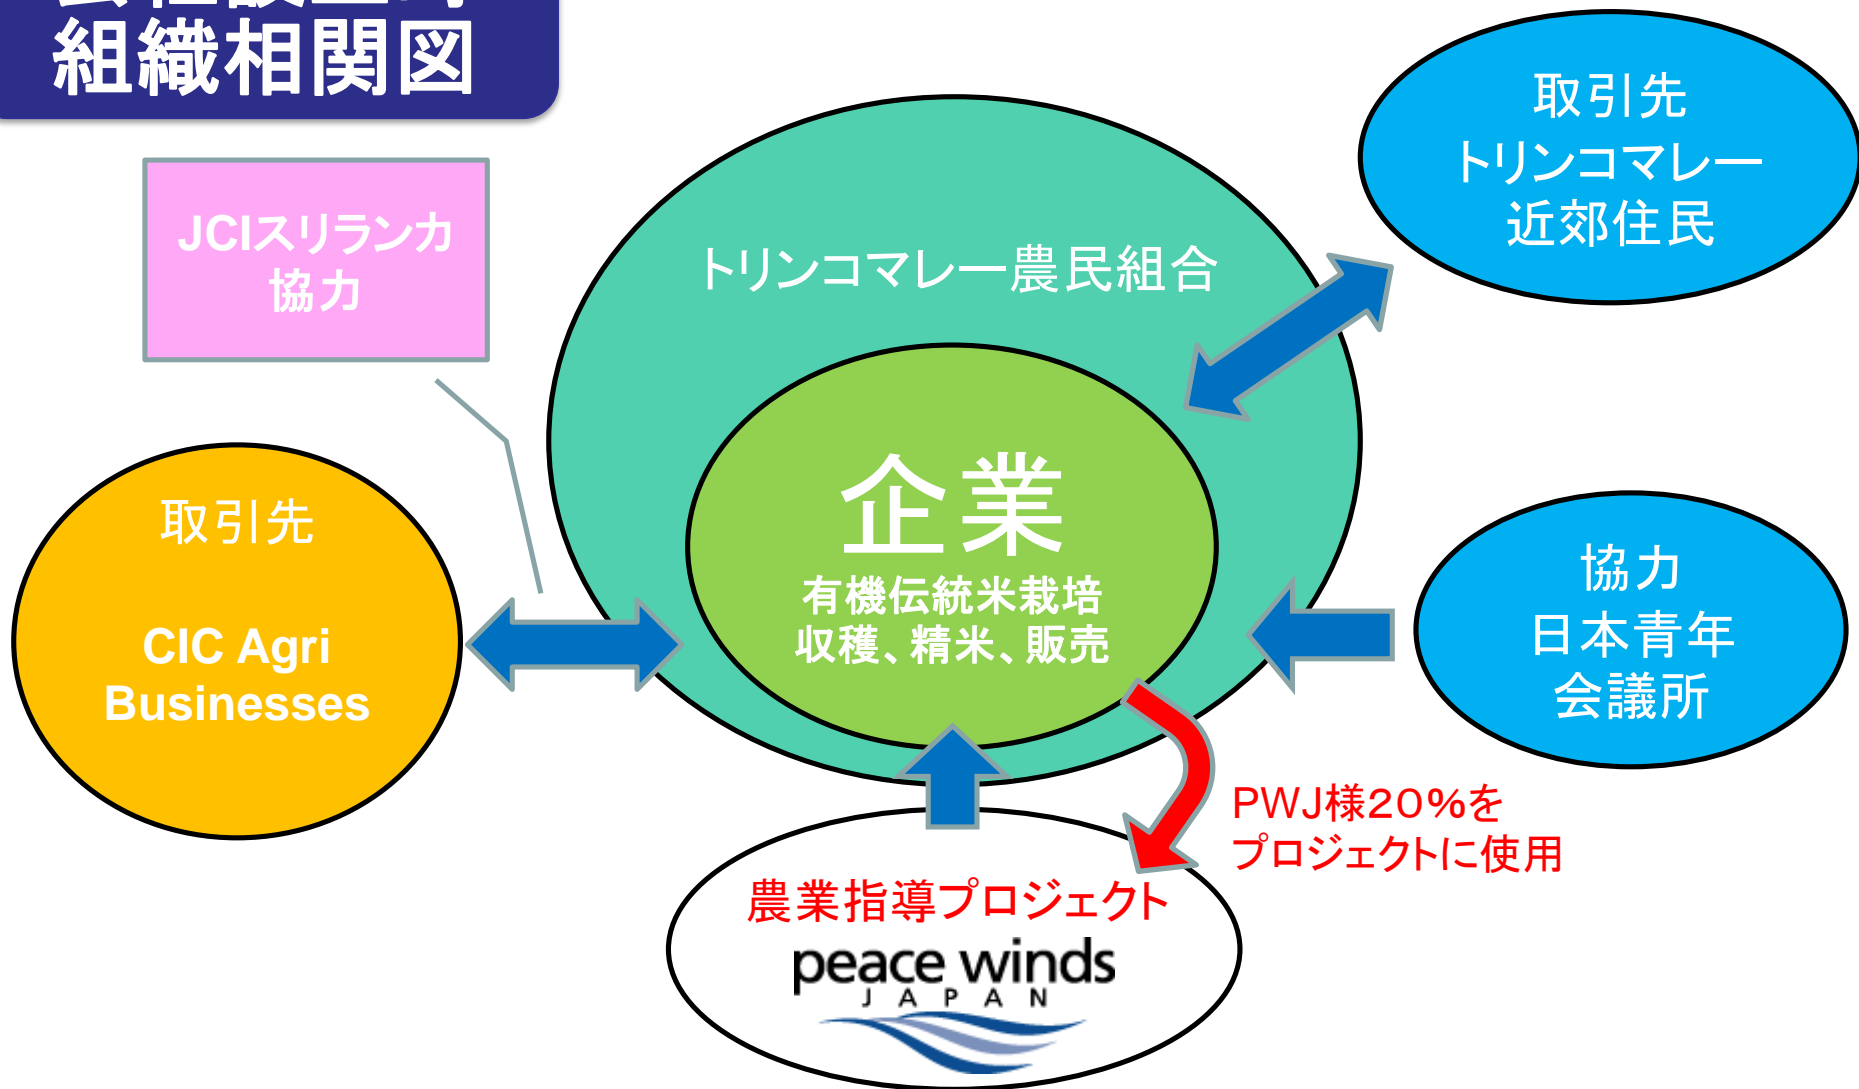 組織相関図
JCIスリランカ
協力
トリンコマレー農民組合
取引先
トリンコマレー
近郊住民
企業
有機伝統米栽培
収穫、精米、販売
取引先
CIC Agri
Businesses
協力
日本青年
会議所
PWJ様20%を
プロジェクトに使用
農業指導プロジェクト
peace winds
JAPAN